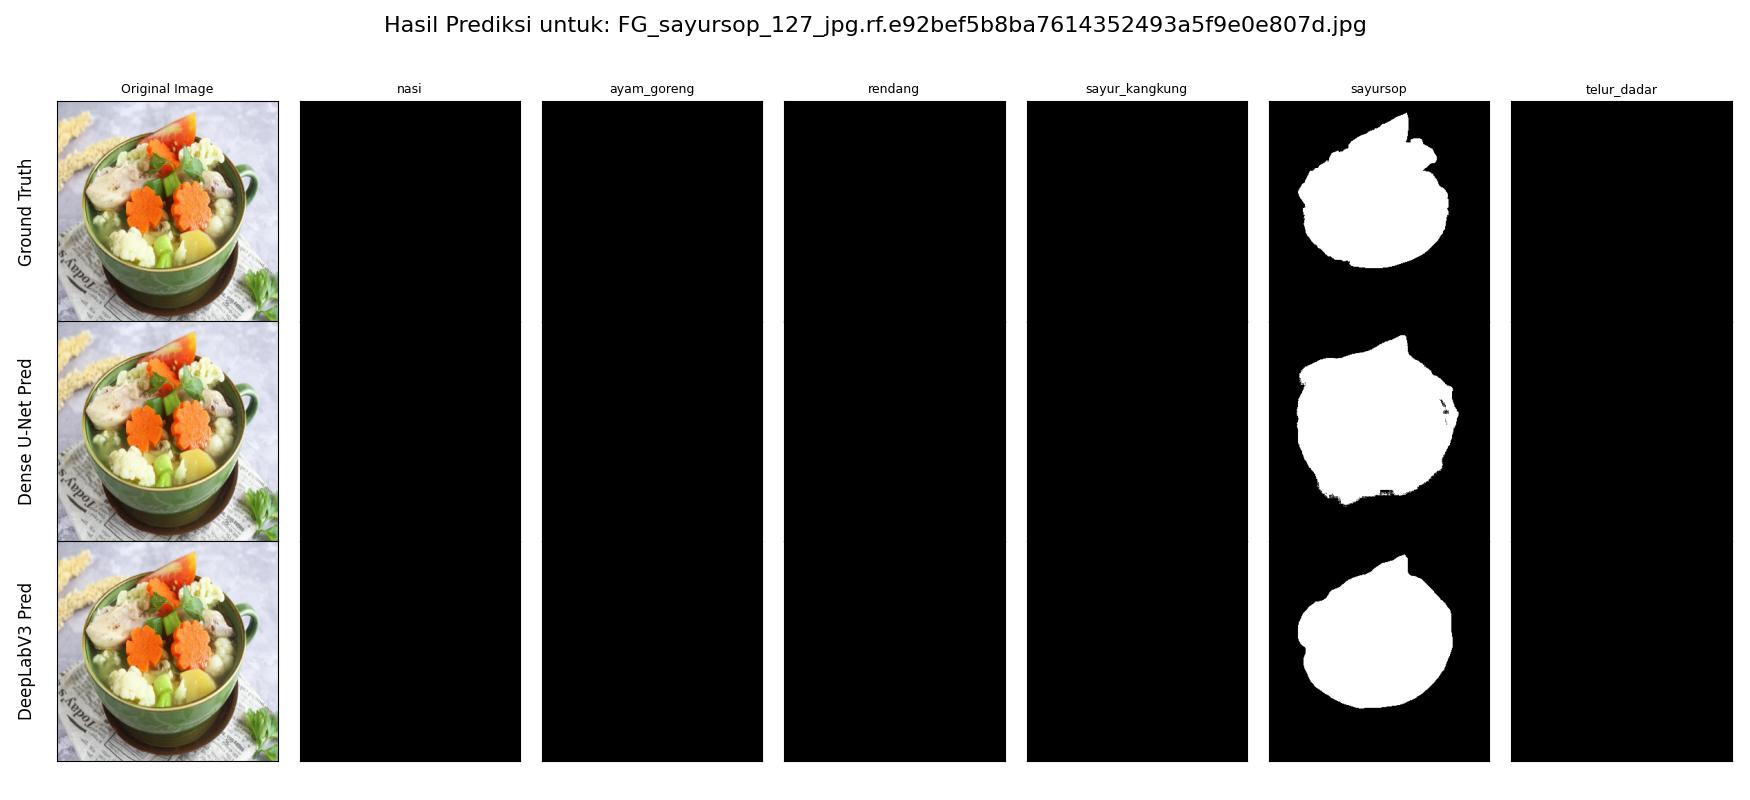 Hasil Prediksi untuk: FG_sayursop_127_jpg.rf.e92bef5b8ba7614352493a5f9e0e807d.jpg
Original Image nasi ayam_goreng rendang sayur_kangkung sayursop telur_dadar
Ground Truth
Today's
Dense U-Net Pred
Today's
DeepLabV3 Pred
Today's